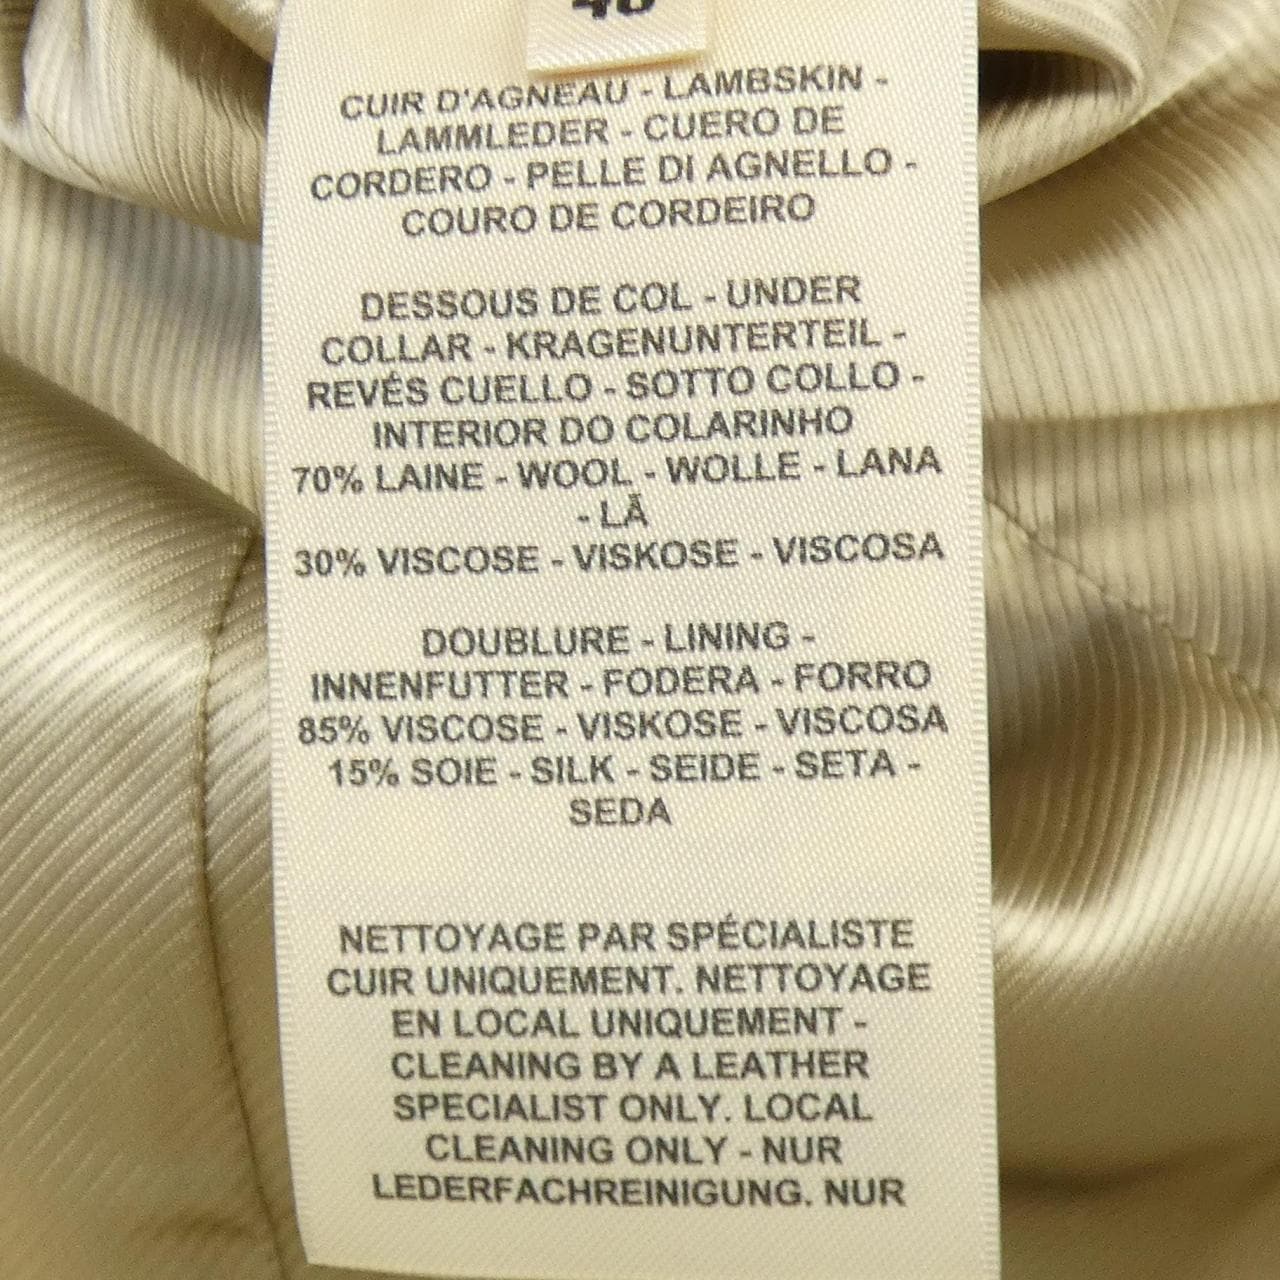 CUIR D'AGNEAU - LAMBSKIN -
LAMMLEDER - CUERO DE
CORDERO - PELLE DI AGNELLO -
COURO DE CORDEIRO
DESSOUS DE COL - UNDER
COLLAR - KRAGENUNTERTEIL -
REVÉS CUELLO - SOTTO COLLO -
INTERIOR DO COLARINHO
70% LAINE - WOOL - WOLLE - LANA
- LÃ
30% VISCOSE - VISKOSE - VISCOSA
DOUBLURE - LINING -
INNENFUTTER - FODERA - FORRO
85% VISCOSE - VISKOSE - VISCOSA
15% SOIE - SILK - SEIDE - SETA -
SEDA
NETTOYAGE PAR SPÉCIALISTE
CUIR UNIQUEMENT. NETTOYAGE
EN LOCAL UNIQUEMENT -
CLEANING BY A LEATHER
SPECIALIST ONLY. LOCAL
CLEANING ONLY - NUR
LEDERFACHREINIGUNG. NUR